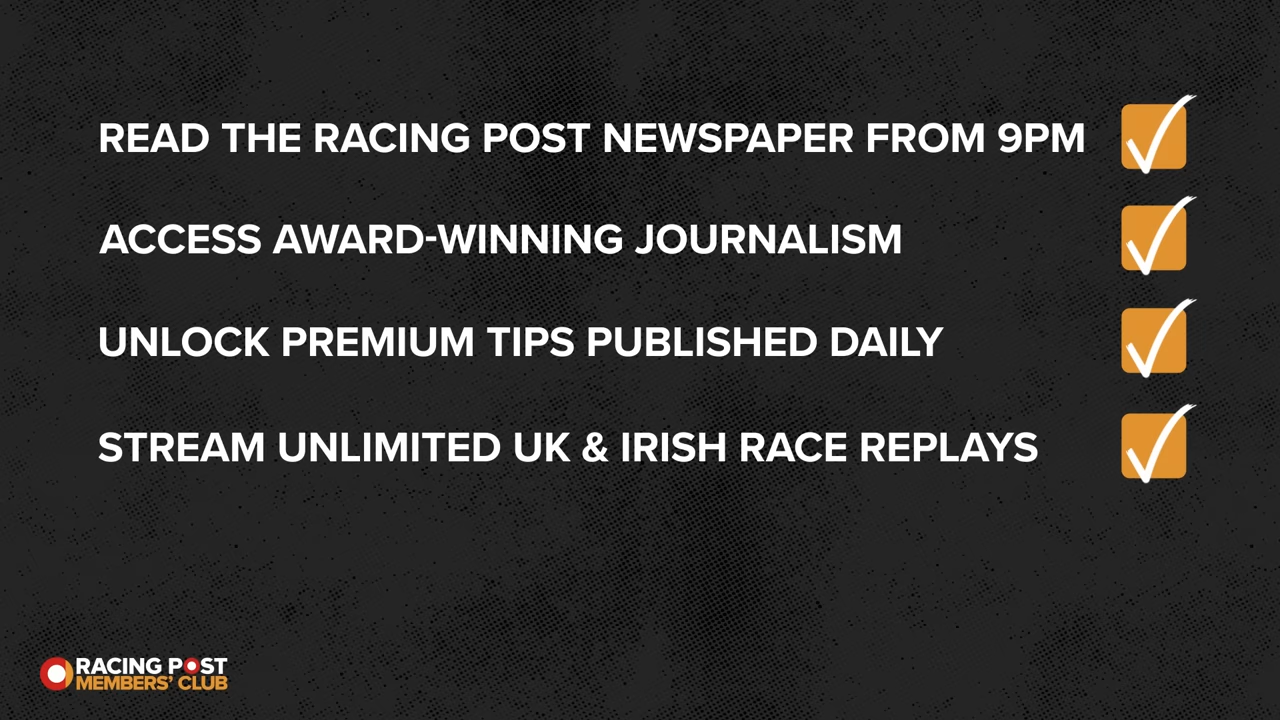 READ THE RACING POST NEWSPAPER FROM 9PM
ACCESS AWARD-WINNING JOURNALISM
UNLOCK PREMIUM TIPS PUBLISHED DAILY
STREAM UNLIMITED UK & IRISH RACE REPLAYS
RACING POST
MEMBERS' CLUB